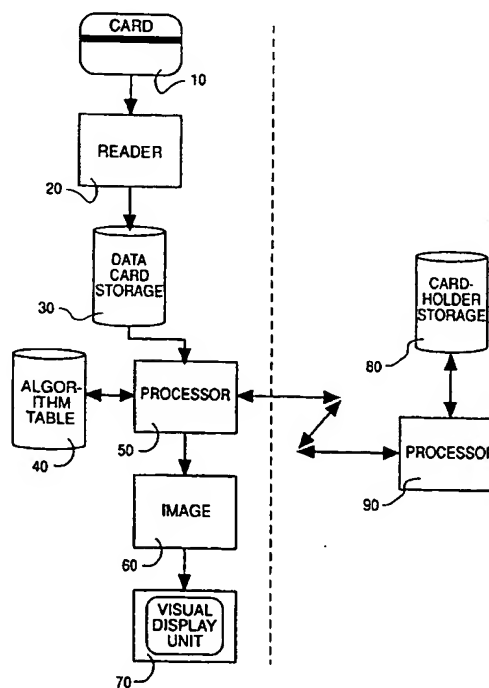 CARD
10
READER
20
DATA
CARD
STORAGE
30
ALGOR-
ITHM
TABLE
40
PROCESSOR
50
IMAGE
60
VISUAL
DISPLAY
UNIT
70
CARD-
HOLDER
STORAGE
80
PROCESSOR
90